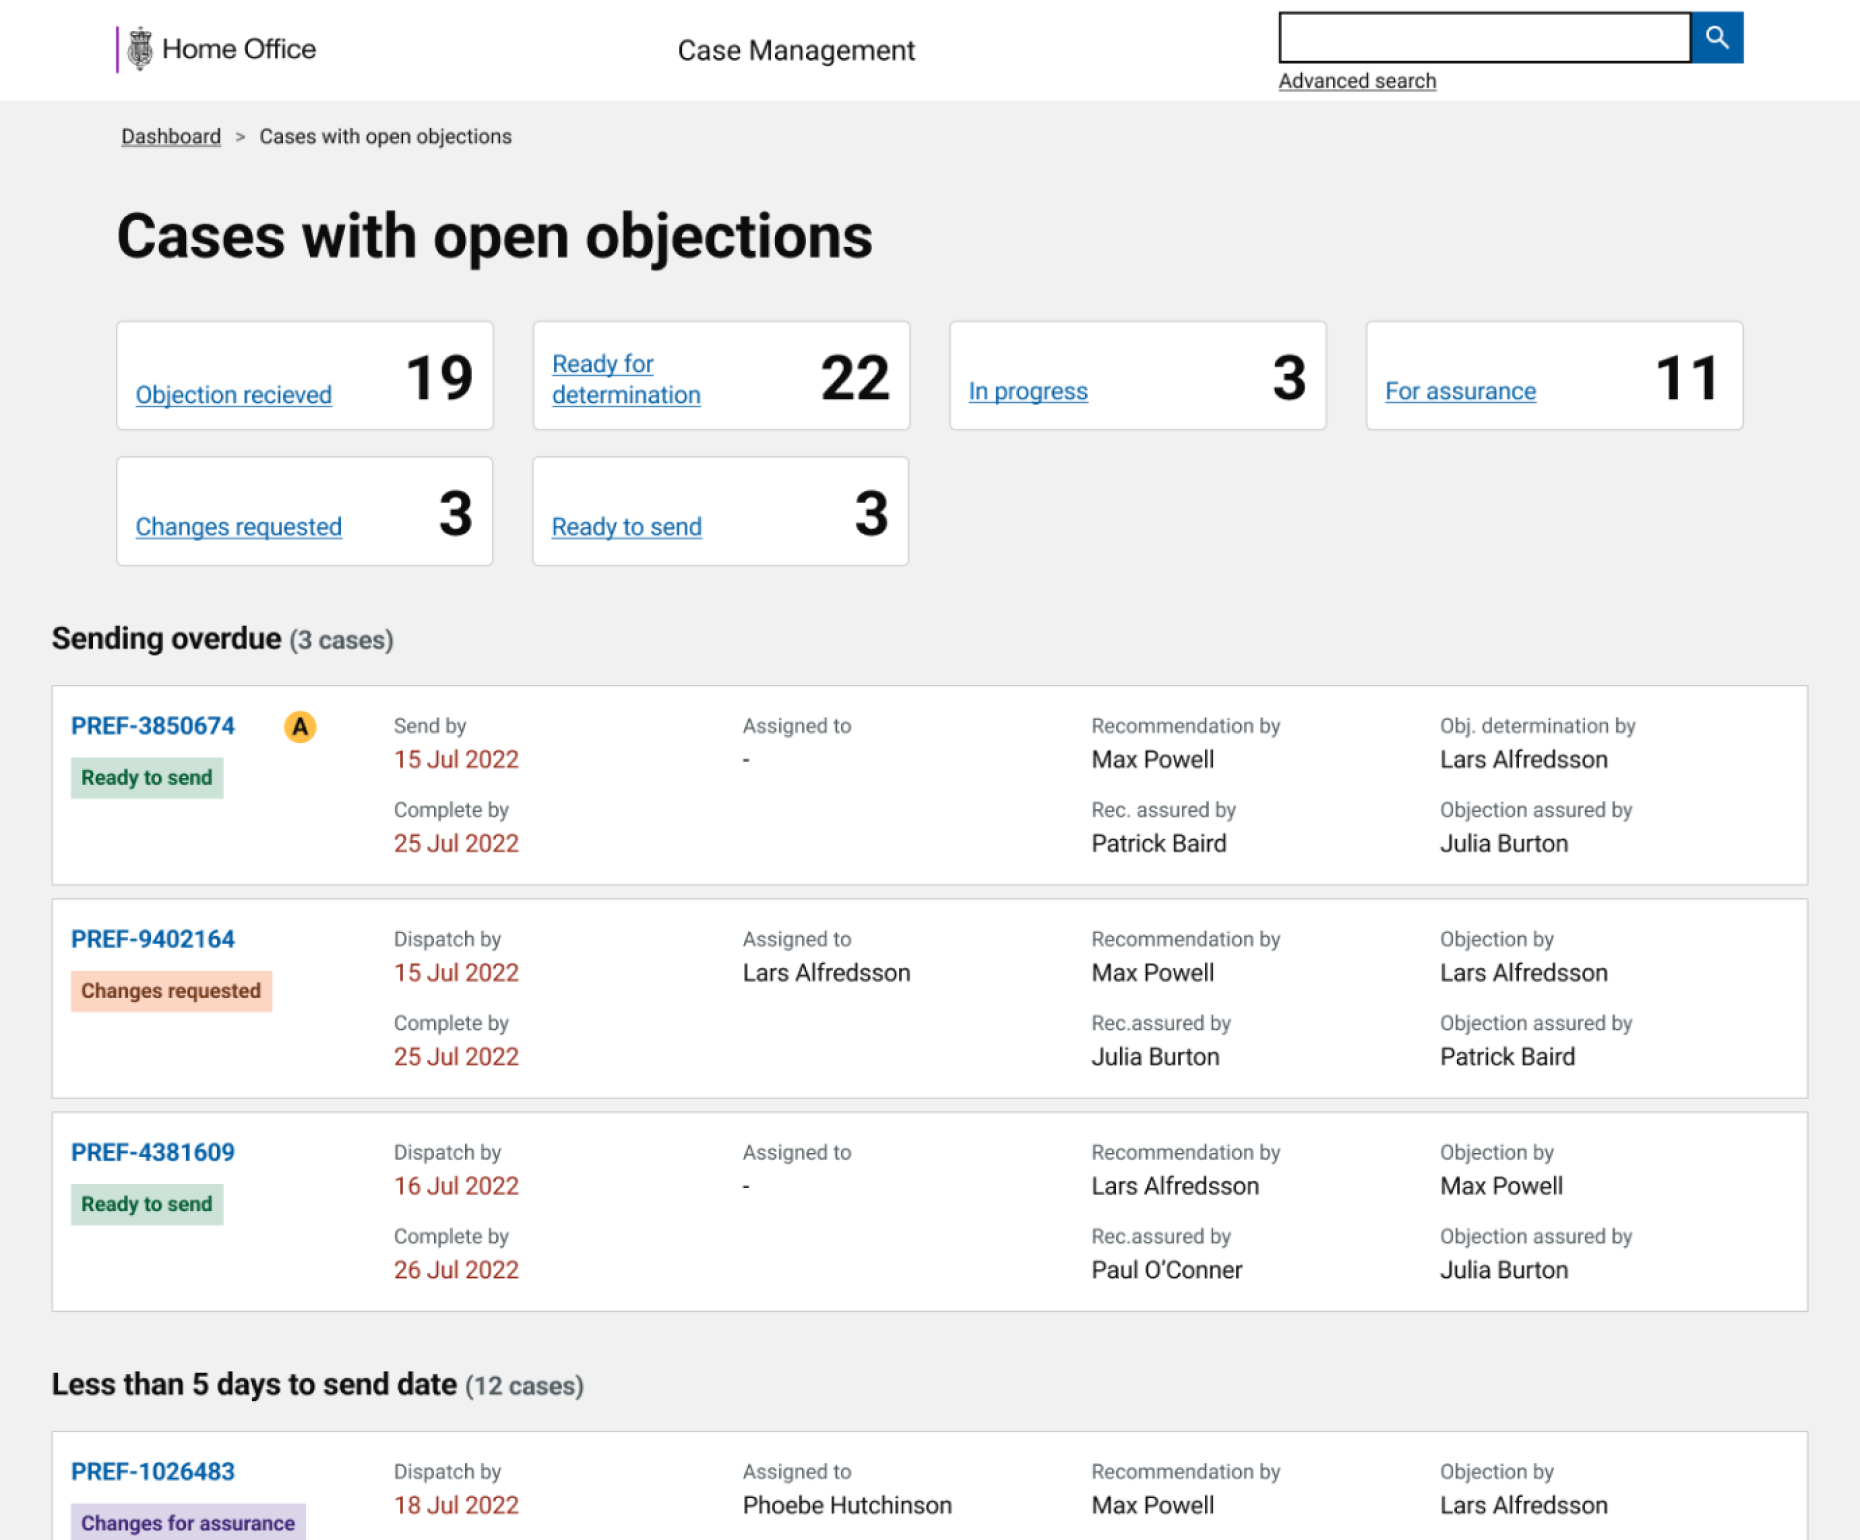 Home Office
Case Management
Advanced search
Dashboard > Cases with open objections
Cases with open objections
Objection recieved 19
Ready for determination 22
In progress 3
For assurance 11
Changes requested 3
Ready to send 3
Sending overdue (3 cases)
PREF-3850674 A
Ready to send
Send by
15 Jul 2022
Complete by
25 Jul 2022
Assigned to
-
Recommendation by
Max Powell
Rec. assured by
Patrick Baird
Obj. determination by
Lars Alfredsson
Objection assured by
Julia Burton
PREF-9402164
Changes requested
Dispatch by
15 Jul 2022
Complete by
25 Jul 2022
Assigned to
Lars Alfredsson
Recommendation by
Max Powell
Rec.assured by
Julia Burton
Objection by
Lars Alfredsson
Objection assured by
Patrick Baird
PREF-4381609
Ready to send
Dispatch by
16 Jul 2022
Complete by
26 Jul 2022
Assigned to
-
Recommendation by
Lars Alfredsson
Rec.assured by
Paul O’Conner
Objection by
Max Powell
Objection assured by
Julia Burton
Less than 5 days to send date (12 cases)
PREF-1026483
Changes for assurance
Dispatch by
18 Jul 2022
Assigned to
Phoebe Hutchinson
Recommendation by
Max Powell
Objection by
Lars Alfredsson